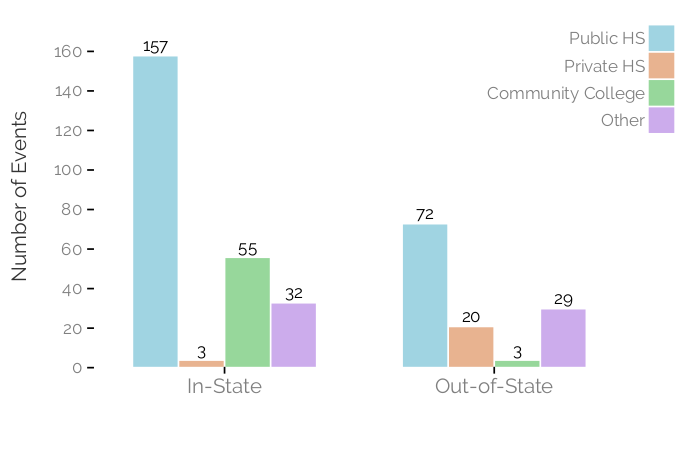 Public HS
Private HS
Community College
Other
Number of Events
160
140
120
100
80
60
40
20
0
157
3
55
32
72
20
3
29
In-State
Out-of-State